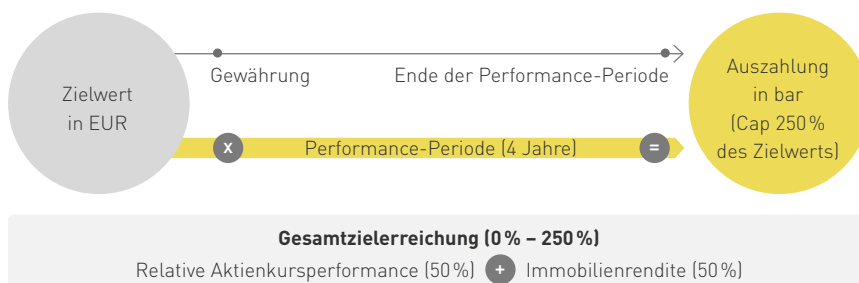 Zielwert
in EUR
Gewährung
Ende der Performance-Periode
x
Performance-Periode (4 Jahre)
=
Auszahlung
in bar
(Cap 250 %
des Zielwerts)
Gesamtzielerreichung (0 % – 250 %)
Relative Aktienkursperformance (50 %) + Immobilienrendite (50 %)